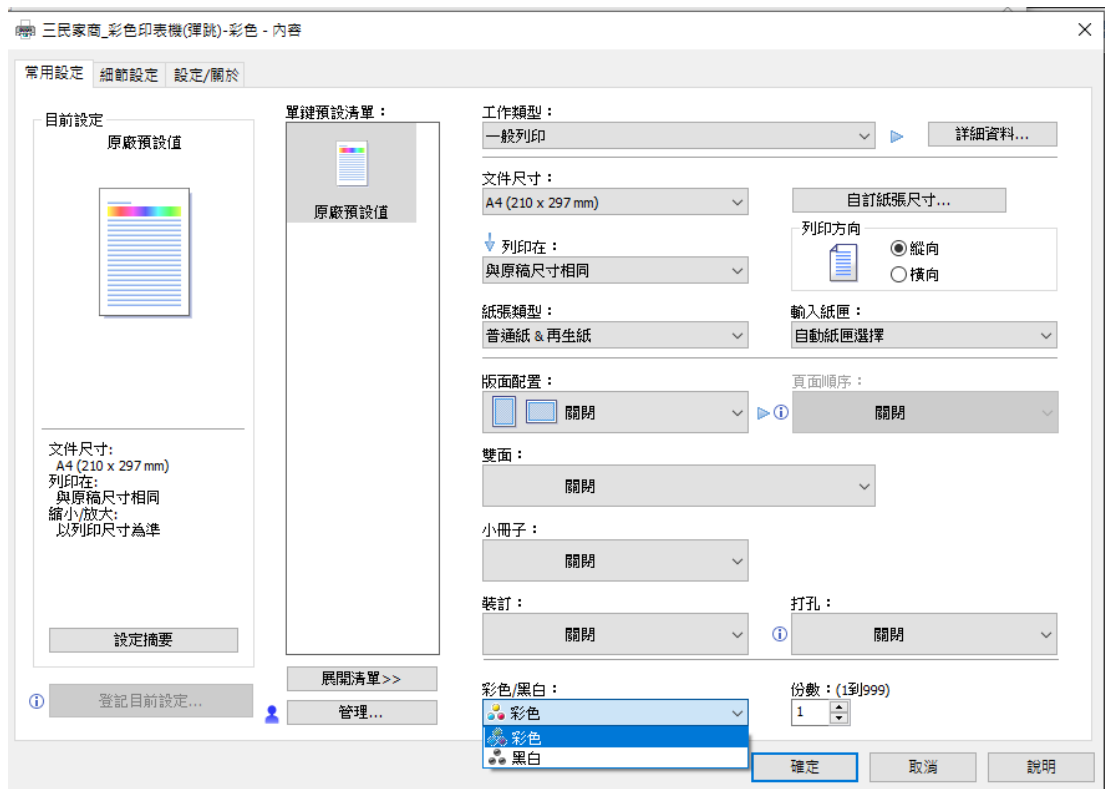 三民家商_彩色印表機(彈跳)-彩色 - 內容
常用設定 細節設定 設定/關於
目前設定
原廠預設值
文件尺寸:
A4 (210 x 297 mm)
列印在:
與原稿尺寸相同
縮小/放大:
以列印尺寸為準
設定摘要
登記目前設定...
單鍵預設清單：
原廠預設值
展開清單>>
管理...
工作類型：
一般列印
詳細資料...
文件尺寸：
A4 (210 x 297 mm)
自訂紙張尺寸...
列印在：
與原稿尺寸相同
列印方向
縱向
橫向
紙張類型：
普通紙 & 再生紙
輸入紙匣：
自動紙匣選擇
版面配置：
關閉
頁面順序：
關閉
雙面：
關閉
小冊子：
關閉
裝訂：
關閉
打孔：
關閉
彩色/黑白：
彩色
彩色
黑白
份數：(1到999)
1
確定 取消 說明